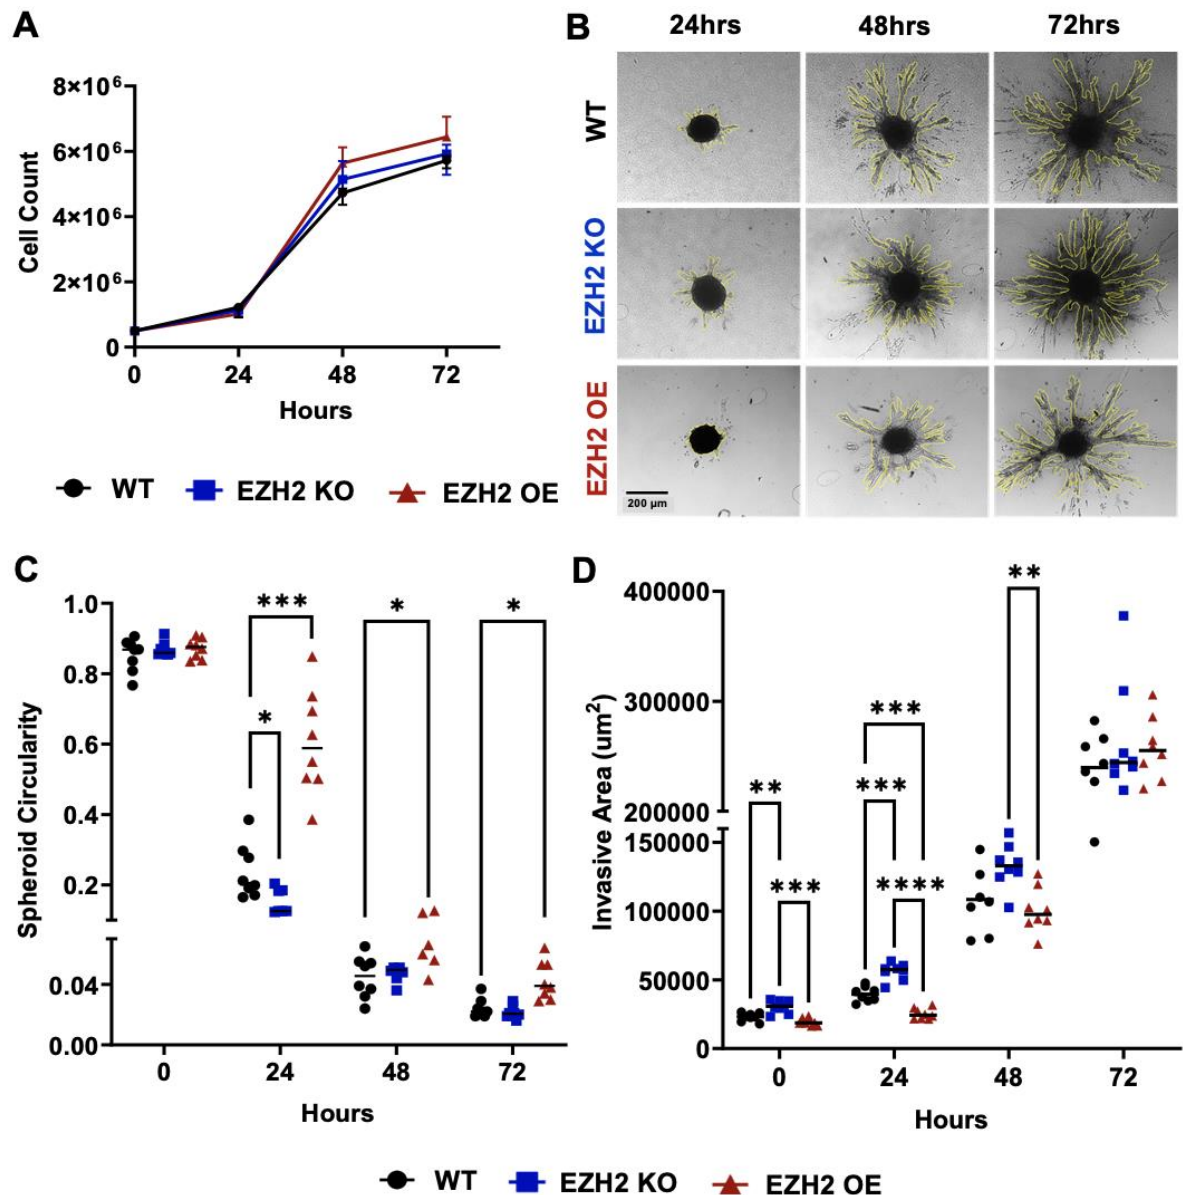 A
8×10⁶
6×10⁶
4×10⁶
2×10⁶
0
Cell Count
0 24 48 72
Hours
WT EZH2 KO EZH2 OE
B
24hrs 48hrs 72hrs
WT
EZH2 KO
EZH2 OE
200 µm
C
1.0
0.8
0.6
0.4
0.2
0.04
0.00
Spheroid Circularity
***
*
*
*
0 24 48 72
Hours
D
400000
300000
200000
150000
100000
50000
0
Invasive Area (um²)
**
***
***
***
****
**
0 24 48 72
Hours
WT EZH2 KO EZH2 OE